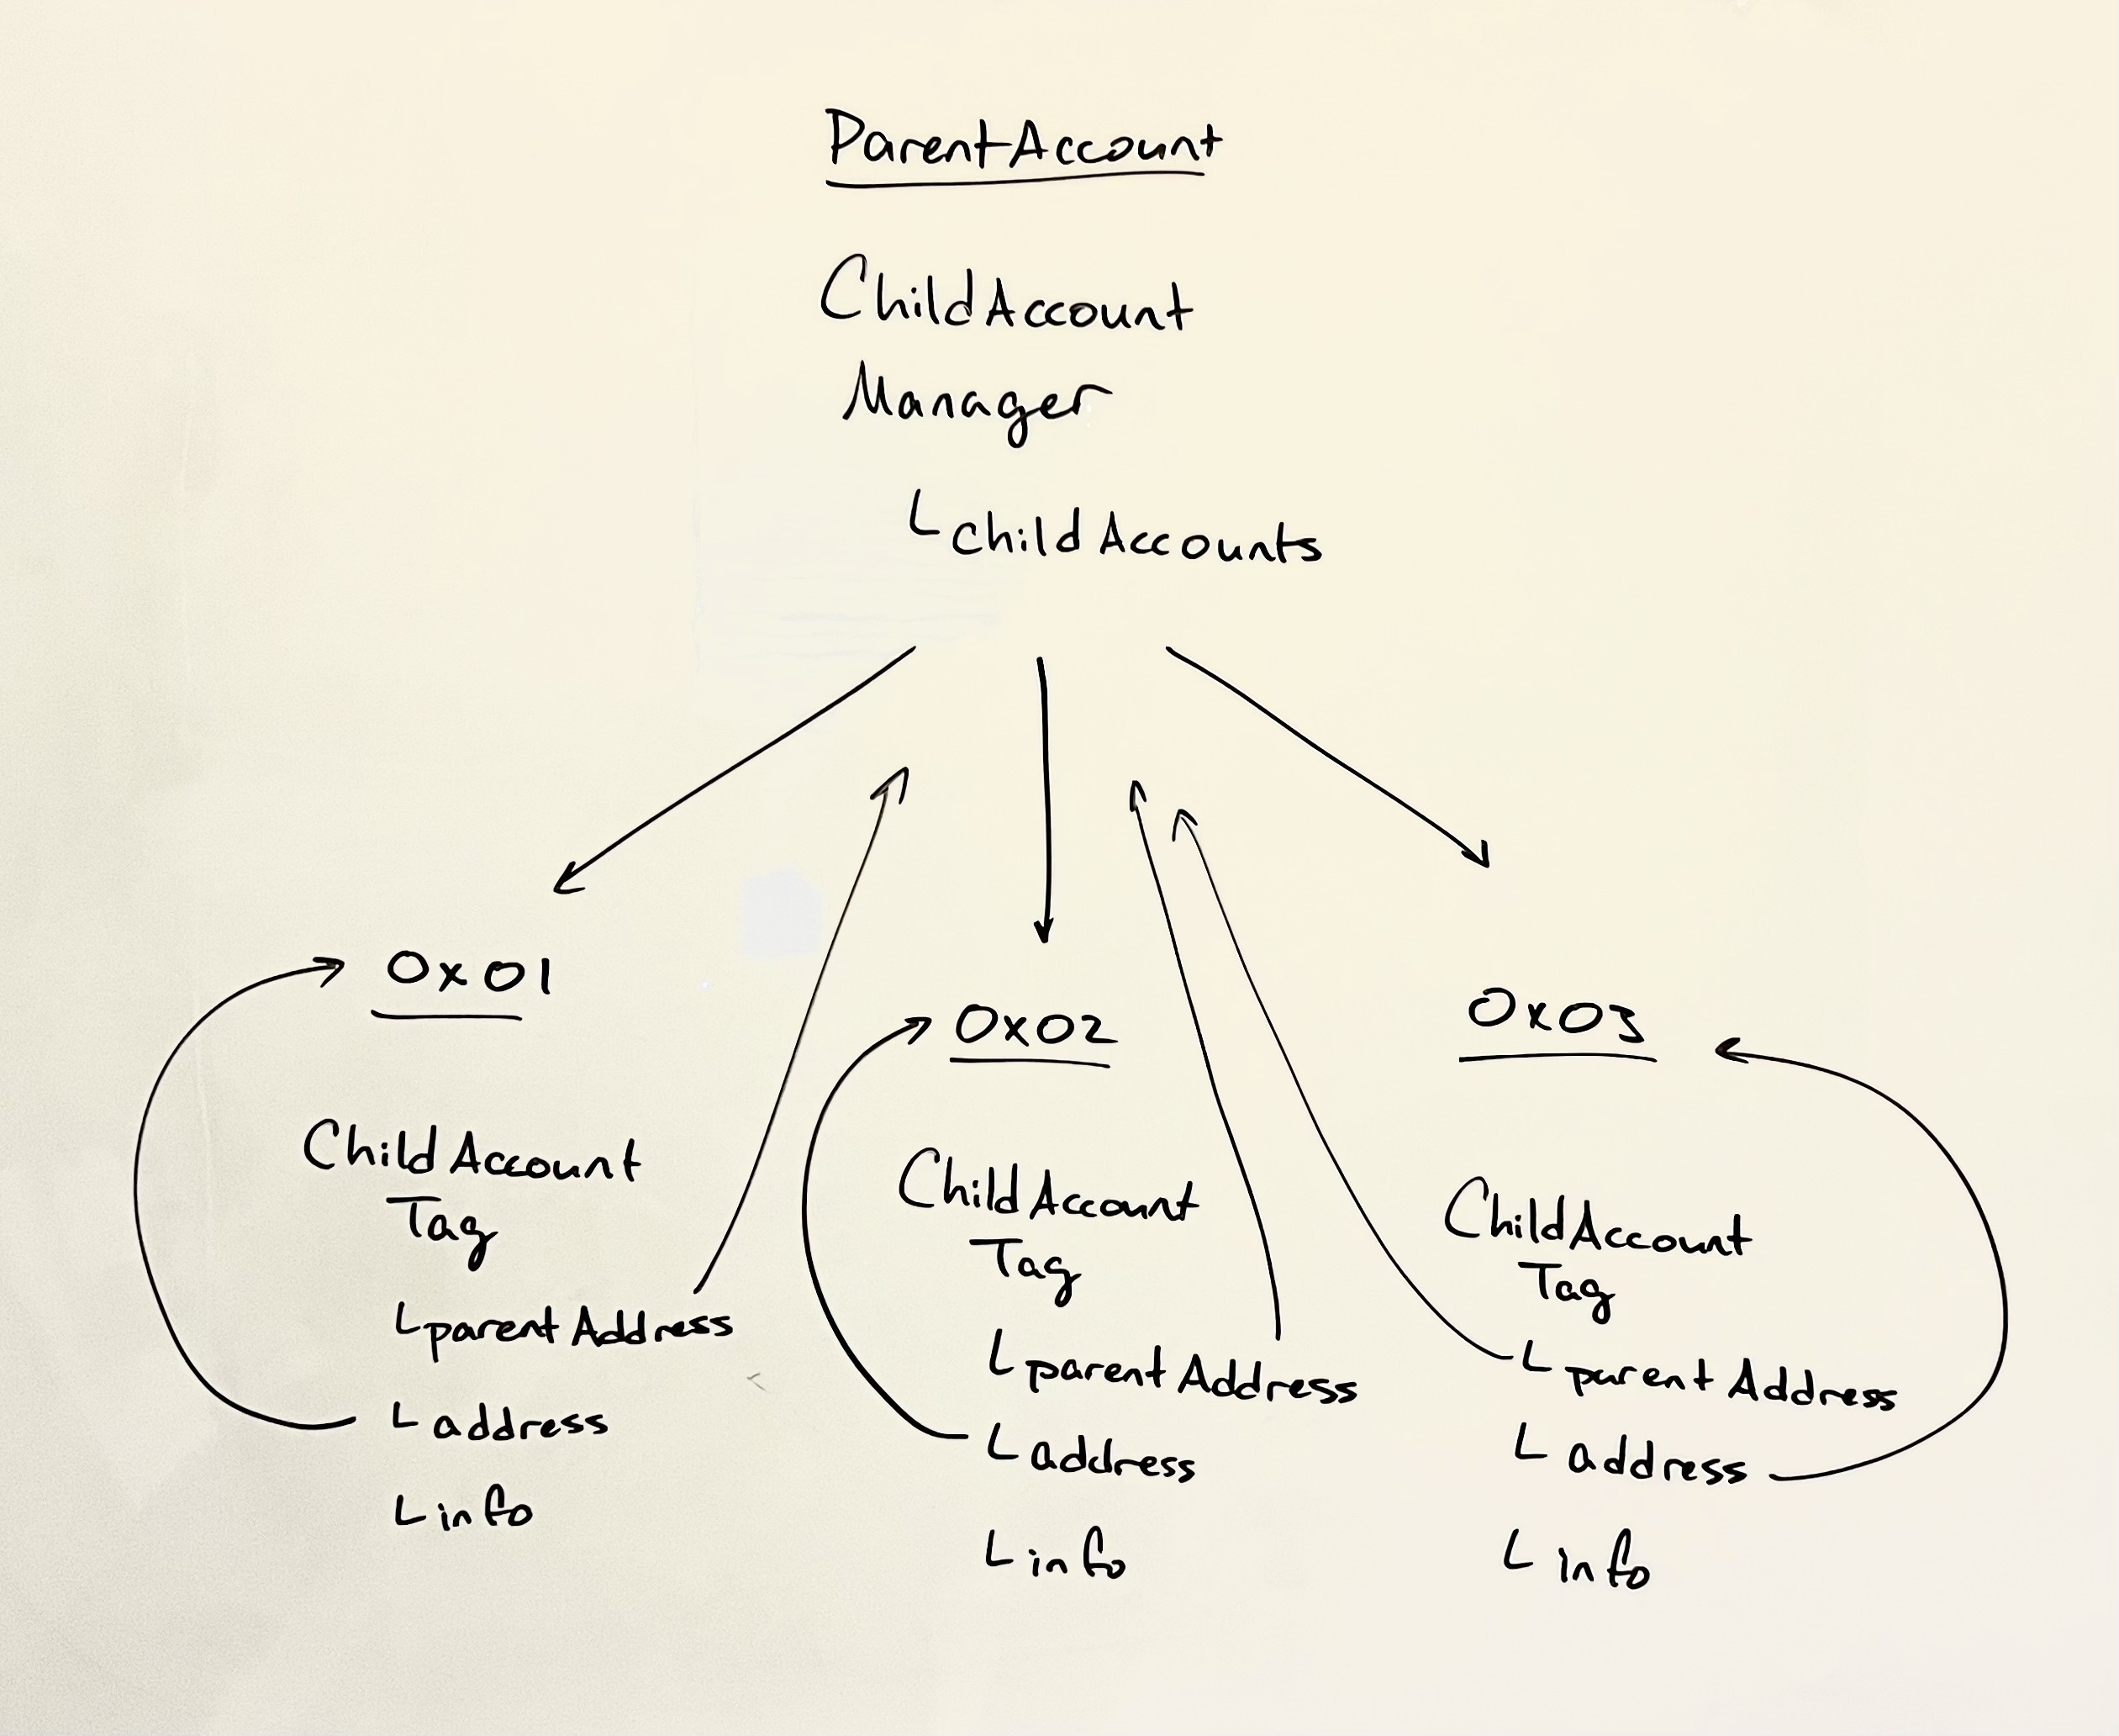 ParentAccount
ChildAccount
Manager
childAccounts
0x01
ChildAccount
Tag
parentAddress
address
info
0x02
ChildAccount
Tag
parentAddress
address
info
0x03
ChildAccount
Tag
parentAddress
address
info